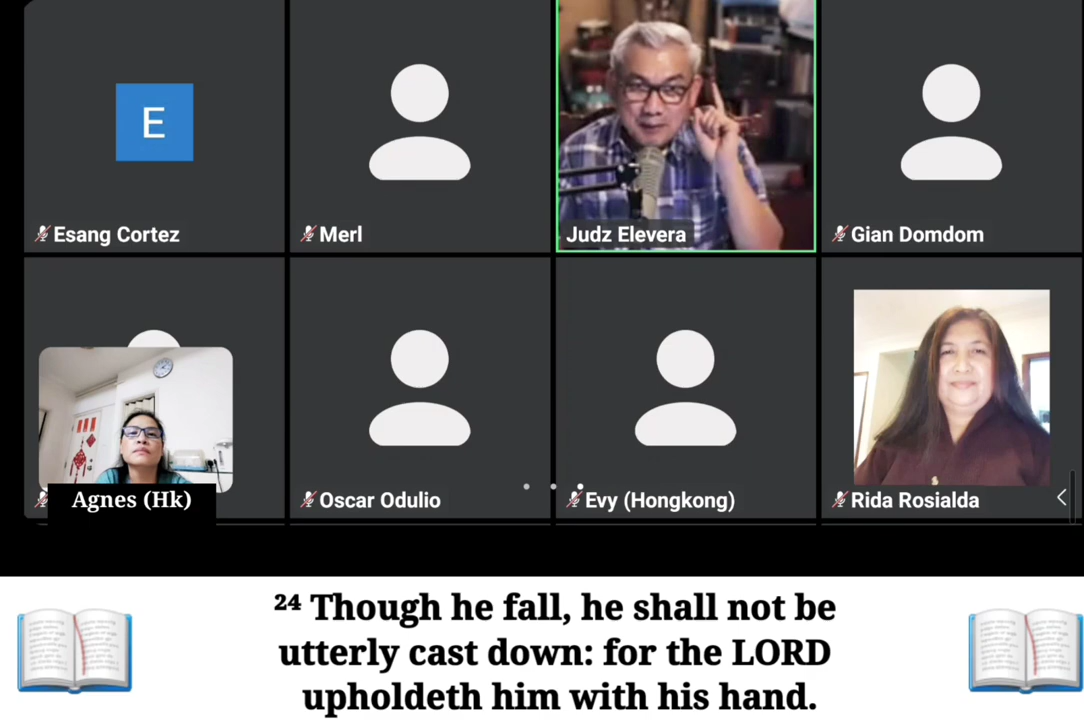 E
Esang Cortez
Merl
Judz Elevera
Gian Domdom
Agnes (Hk)
Oscar Odulio
Evy (Hongkong)
Rida Rosialda
²⁴ Though he fall, he shall not be
utterly cast down: for the LORD
upholdeth him with his hand.